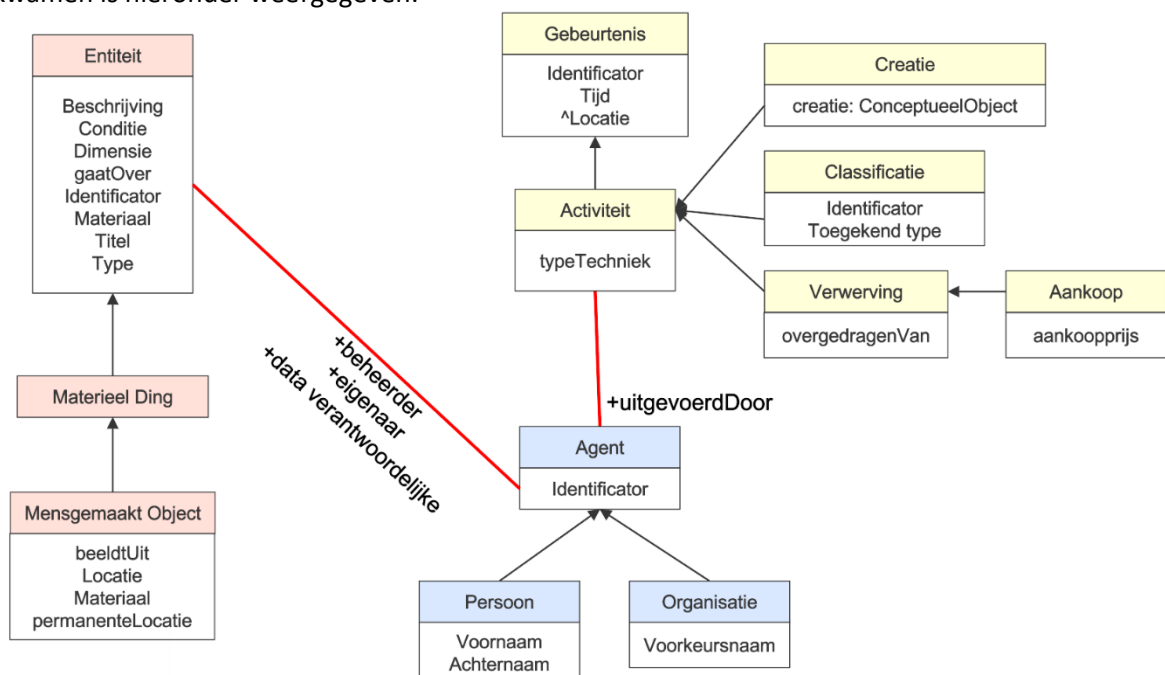 kwamen is hieronder weergegeven.
Entiteit
Beschrijving
Conditie
Dimensie
gaatOver
Identificator
Materiaal
Titel
Type
Materieel Ding
Mensgemaakt Object
beeldtUit
Locatie
Materiaal
permanenteLocatie
+beheerder
+eigenaar
+data verantwoordelijke
Gebeurtenis
Identificator
Tijd
^Locatie
Activiteit
typeTechniek
+uitgevoerdDoor
Agent
Identificator
Persoon
Voornaam
Achternaam
Organisatie
Voorkeursnaam
Creatie
creatie: ConceptueelObject
Classificatie
Identificator
Toegekend type
Verwerving
overgedragenVan
Aankoop
aankoopprijs